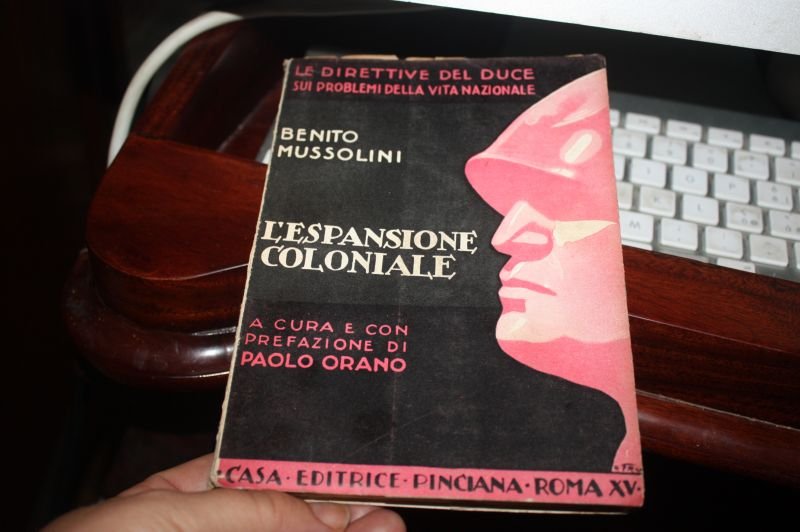 LE DIRETTIVE DEL DUCE
SUI PROBLEMI DELLA VITA NAZIONALE
BENITO
MUSSOLINI
L'ESPANSIONE
COLONIALE
A CURA E CON
PREFAZIONE DI
PAOLO ORANO
·CASA·EDITRICE·PINCIANA·ROMA XV·